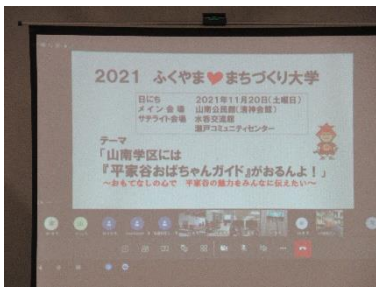 2021 ふくやま♥まちづくり大学
日にち 2021年11月20日(土曜日)
メイン会場 山南公民館(清神会館)
サテライト会場 水呑交流館
瀬戸コミュニティセンター
テーマ
「山南学区には
『平家谷おばちゃんガイド』がおるんよ!」
~おもてなしの心で 平家谷の魅力をみんなに伝えたい~